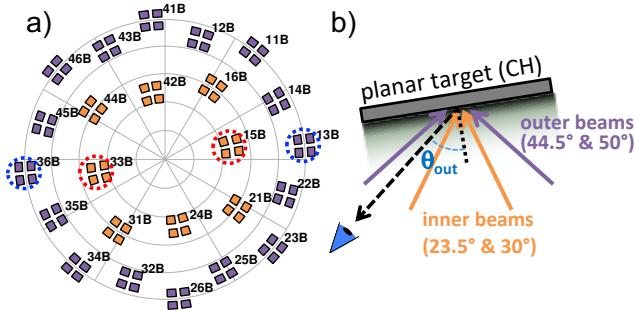 a)
41B
43B
12B
11B
46B
42B
16B
14B
44B
45B
15B
13B
36B
33B
22B
21B
35B
31B
24B
23B
34B
32B
26B
25B
b)
planar target (CH)
outer beams
(44.5° & 50°)
θout
inner beams
(23.5° & 30°)